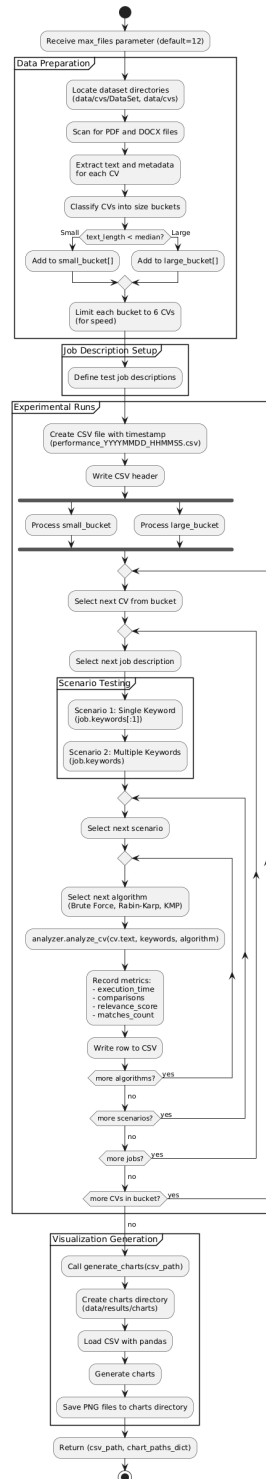 Receive max_files parameter (default=12)
Data Preparation
Locate dataset directories
(data/cvs/DataSet, data/cvs)
Scan for PDF and DOCX files
Extract text and metadata
for each CV
Classify CVs into size buckets
Small
text_length < median?
Large
Add to small_bucket[]
Add to large_bucket[]
Limit each bucket to 6 CVs
(for speed)
Job Description Setup
Define test job descriptions
Experimental Runs
Create CSV file with timestamp
(performance_YYYYMMDD_HHMMSS.csv)
Write CSV header
Process small_bucket
Process large_bucket
Select next CV from bucket
Select next job description
Scenario Testing
Scenario 1: Single Keyword
(job.keywords[:1])
Scenario 2: Multiple Keywords
(job.keywords)
Select next scenario
Select next algorithm
(Brute Force, Rabin-Karp, KMP)
analyzer.analyze_cv(cv.text, keywords, algorithm)
Record metrics:
- execution_time
- comparisons
- relevance_score
- matches_count
Write row to CSV
more algorithms?
yes
no
more scenarios?
yes
no
more jobs?
yes
no
more CVs in bucket?
yes
no
Visualization Generation
Call generate_charts(csv_path)
Create charts directory
(data/results/charts)
Load CSV with pandas
Generate charts
Save PNG files to charts directory
Return (csv_path, chart_paths_dict)